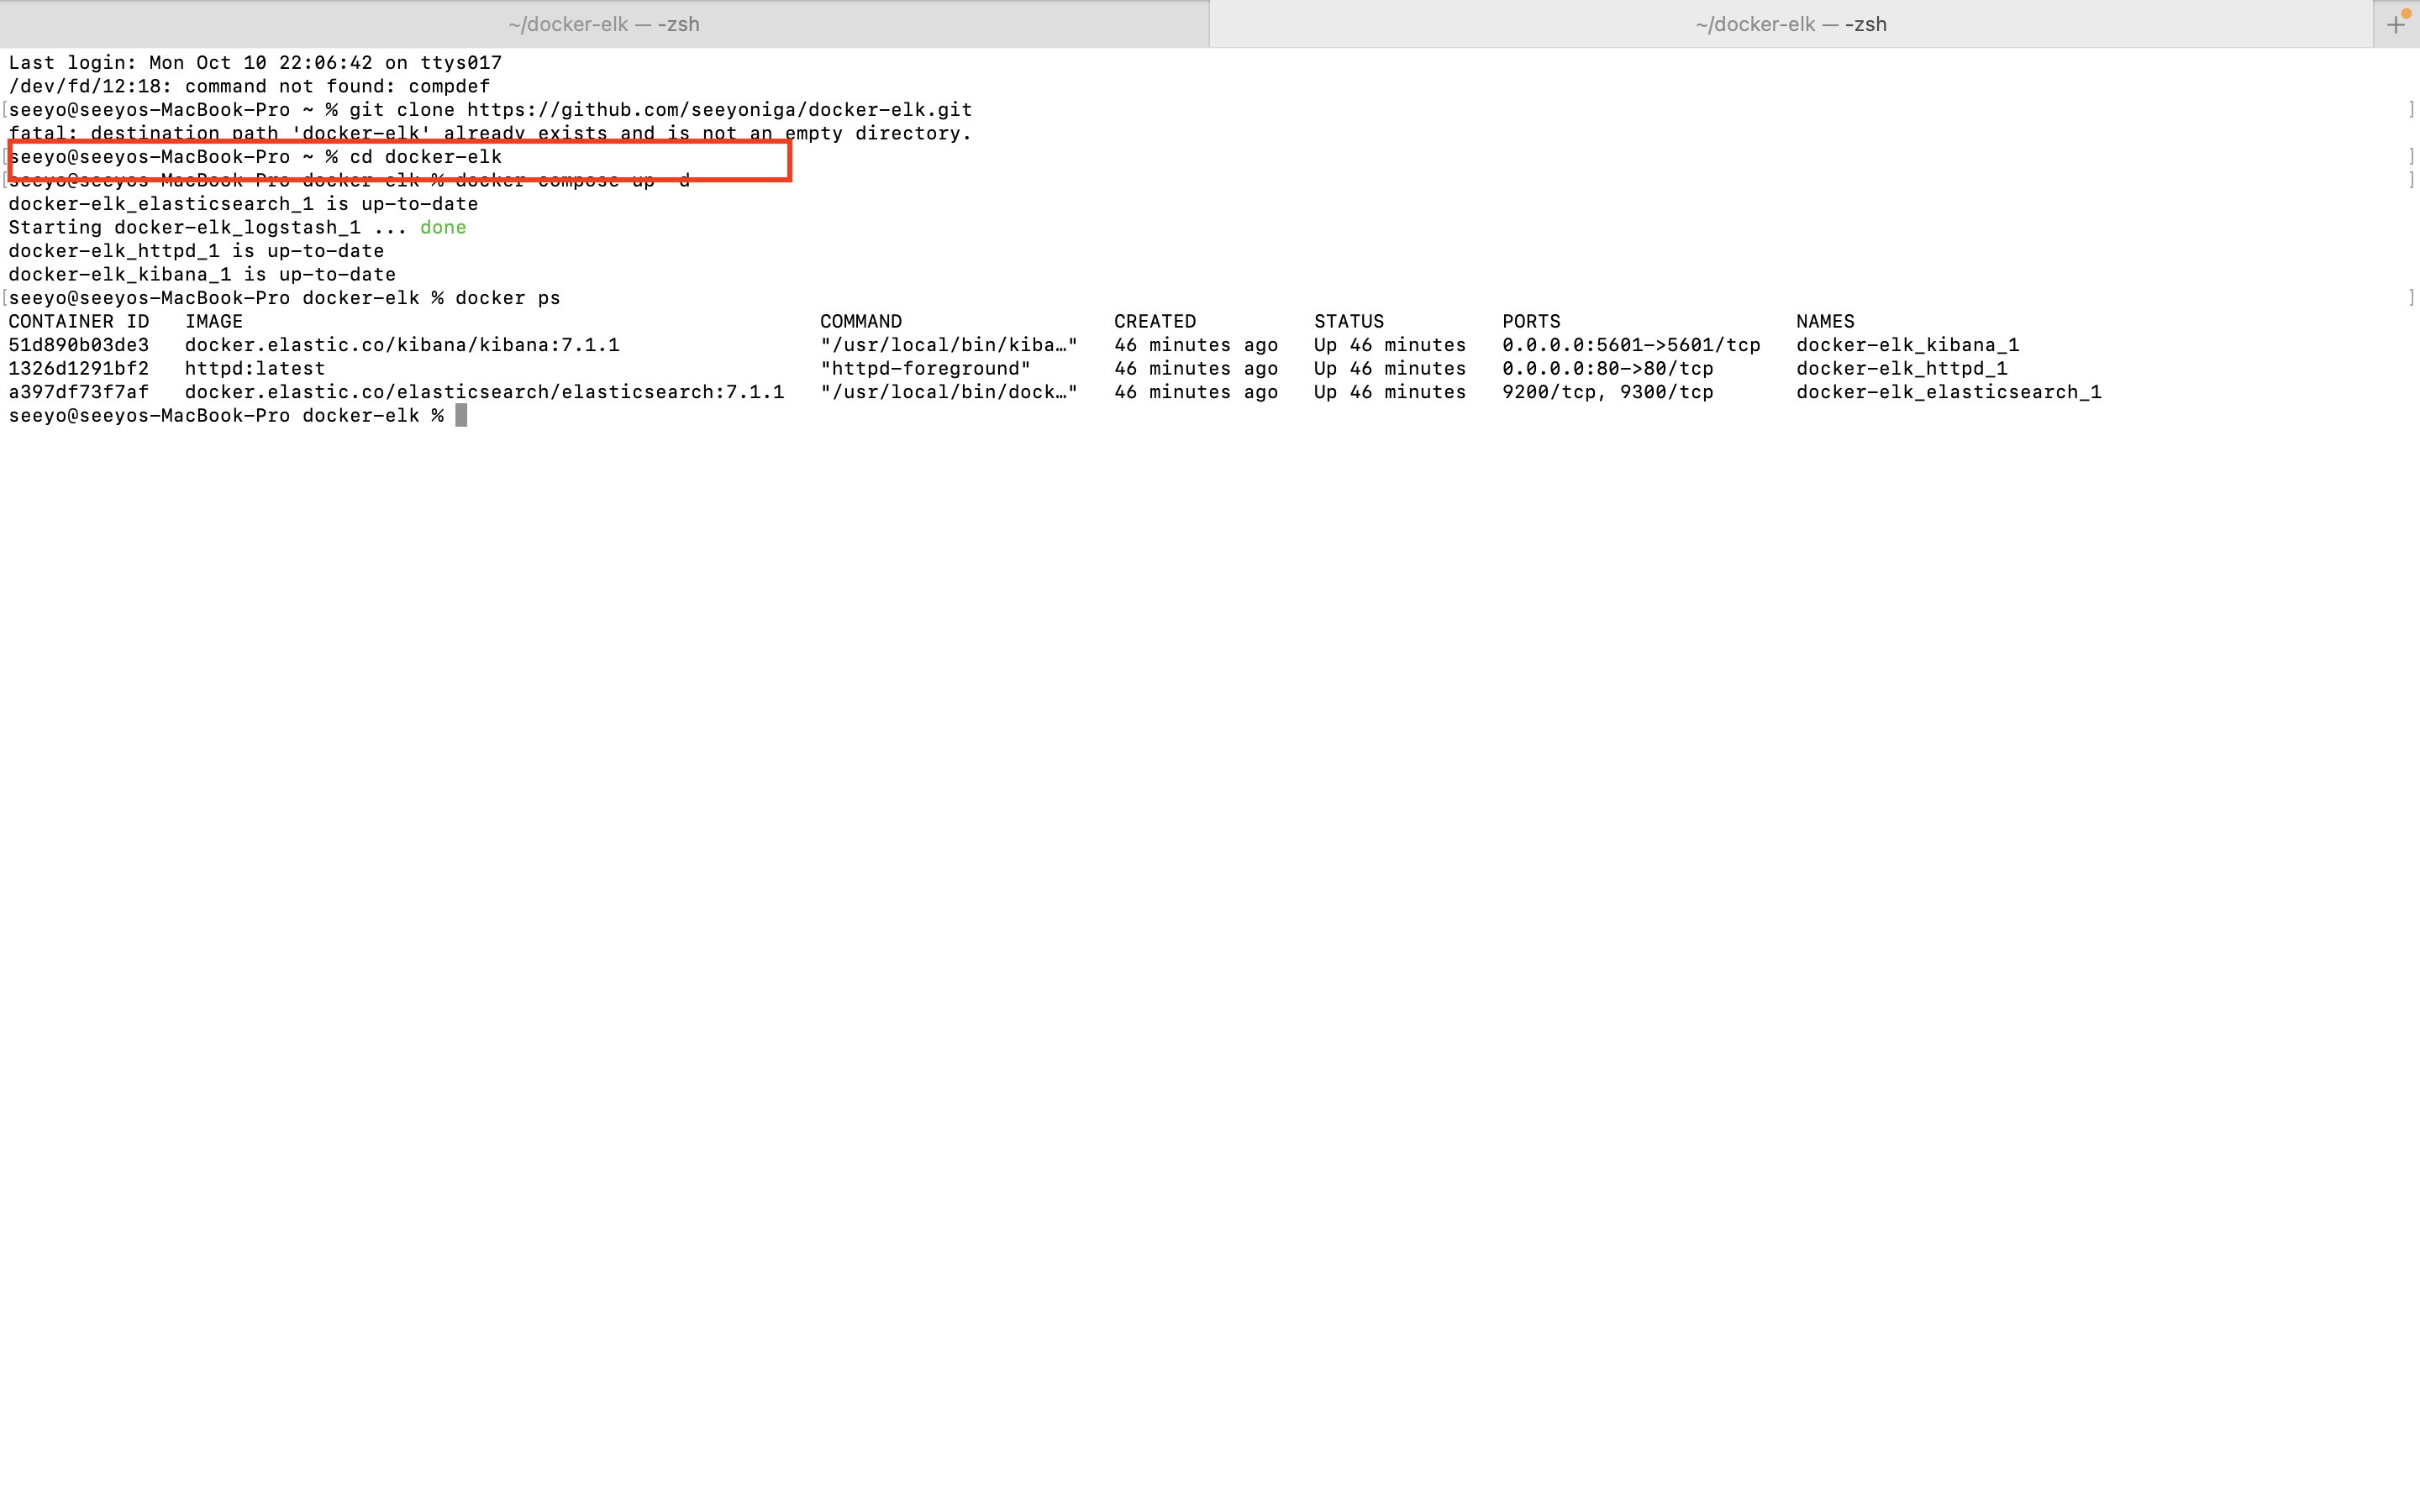 ~/docker-elk — -zsh
~/docker-elk — -zsh
Last login: Mon Oct 10 22:06:42 on ttys017
/dev/fd/12:18: command not found: compdef
[seeyo@seeyos-MacBook-Pro ~ % git clone https://github.com/seeyoniga/docker-elk.git ]
fatal: destination path 'docker-elk' already exists and is not an empty directory.
[seeyo@seeyos-MacBook-Pro ~ % cd docker-elk ]
[seeyo@seeyos-MacBook-Pro docker-elk % docker-compose up -d ]
docker-elk_elasticsearch_1 is up-to-date
Starting docker-elk_logstash_1 ... done
docker-elk_httpd_1 is up-to-date
docker-elk_kibana_1 is up-to-date
[seeyo@seeyos-MacBook-Pro docker-elk % docker ps ]
CONTAINER ID IMAGE COMMAND CREATED STATUS PORTS NAMES
51d890b03de3 docker.elastic.co/kibana/kibana:7.1.1 "/usr/local/bin/kiba…" 46 minutes ago Up 46 minutes 0.0.0.0:5601->5601/tcp docker-elk_kibana_1
1326d1291bf2 httpd:latest "httpd-foreground" 46 minutes ago Up 46 minutes 0.0.0.0:80->80/tcp docker-elk_httpd_1
a397df73f7af docker.elastic.co/elasticsearch/elasticsearch:7.1.1 "/usr/local/bin/dock…" 46 minutes ago Up 46 minutes 9200/tcp, 9300/tcp docker-elk_elasticsearch_1
seeyo@seeyos-MacBook-Pro docker-elk %